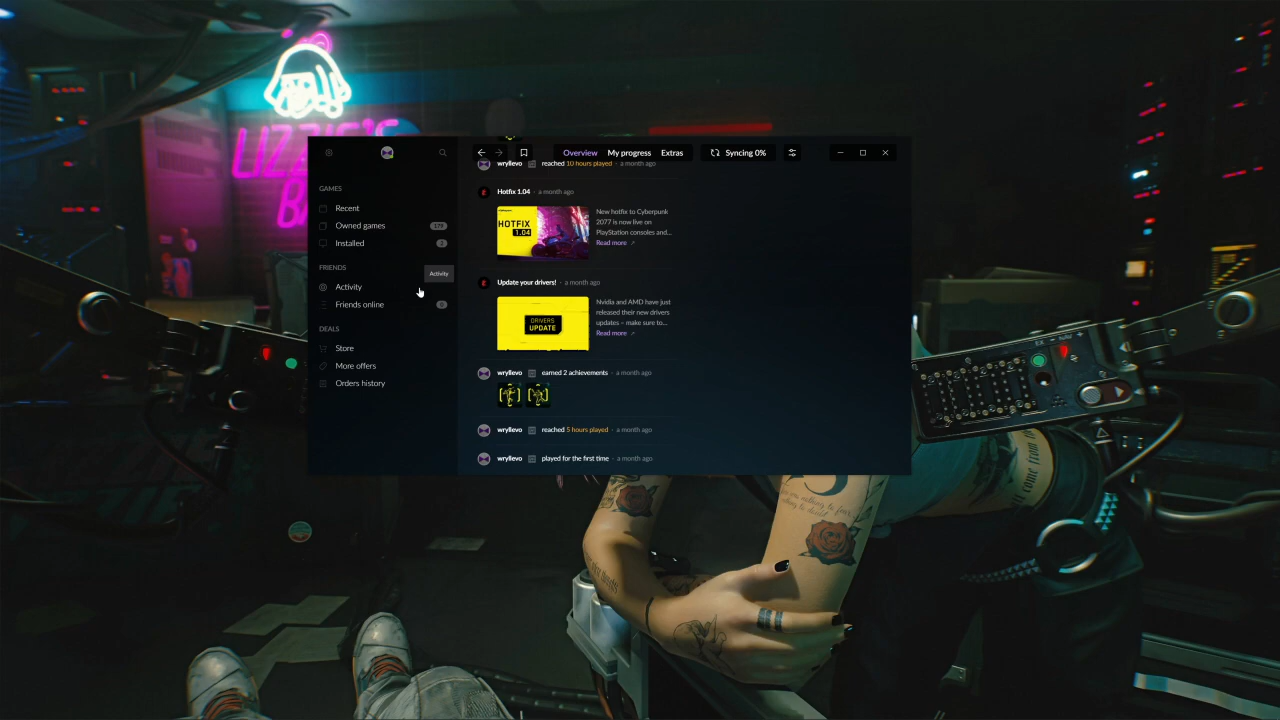 LIZZIE'S
Overview
My progress
Extras
Syncing 0%
GAMES
Recent
Owned games
179
Installed
2
FRIENDS
Activity
Activity
Friends online
0
DEALS
Store
More offers
Orders history
wryllevo reached 10 hours played · a month ago
Hotfix 1.04 · a month ago
HOTFIX
1.04
New hotfix to Cyberpunk
2077 is now live on
PlayStation consoles and...
Read more
Update your drivers! · a month ago
DRIVERS
UPDATE
Nvidia and AMD have just
released their new drivers
updates – make sure to...
Read more
wryllevo earned 2 achievements · a month ago
wryllevo reached 5 hours played · a month ago
wryllevo played for the first time · a month ago